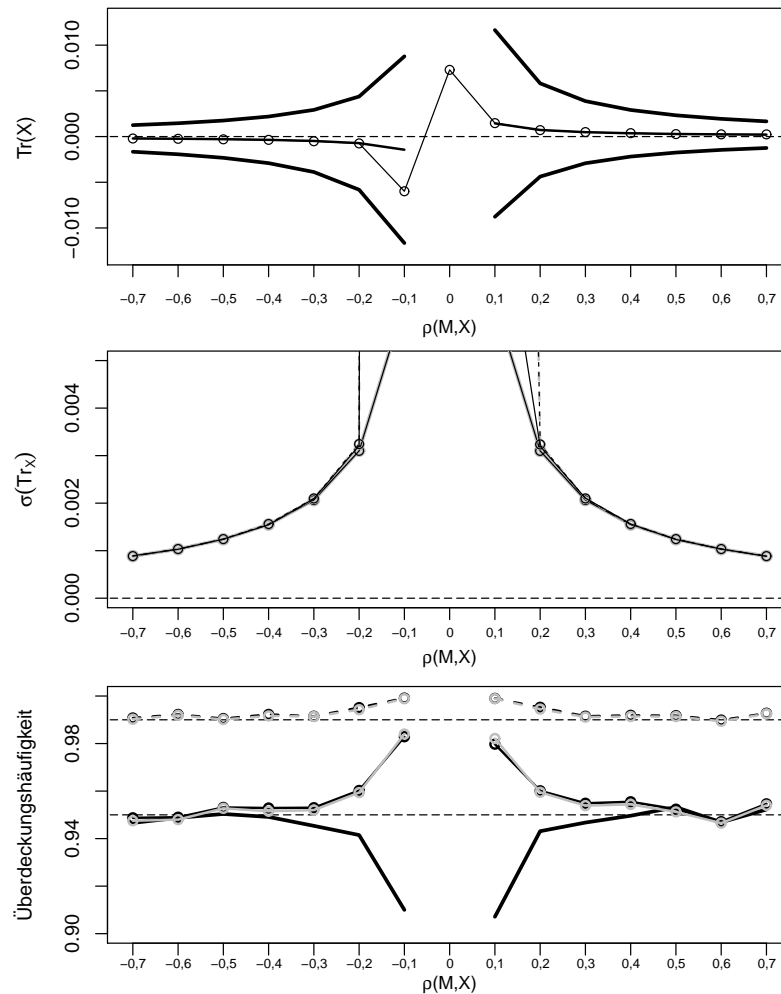 Tr(X)
0.010
0.000
−0.010
−0,7 −0,6 −0,5 −0,4 −0,3 −0,2 −0,1 0 0,1 0,2 0,3 0,4 0,5 0,6 0,7
ρ(M,X)
σ(Tr_X)
0.004
0.002
0.000
−0,7 −0,6 −0,5 −0,4 −0,3 −0,2 −0,1 0 0,1 0,2 0,3 0,4 0,5 0,6 0,7
ρ(M,X)
Überdeckungshäufigkeit
0.98
0.94
0.90
−0,7 −0,6 −0,5 −0,4 −0,3 −0,2 −0,1 0 0,1 0,2 0,3 0,4 0,5 0,6 0,7
ρ(M,X)